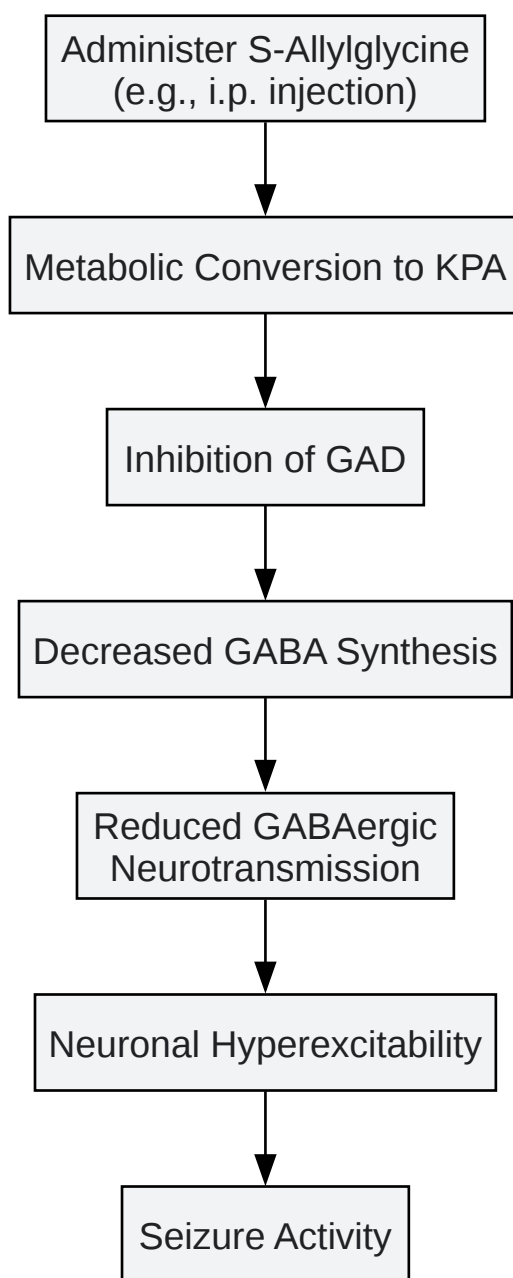 Administer S-Allylglycine
(e.g., i.p. injection)
Metabolic Conversion to KPA
Inhibition of GAD
Decreased GABA Synthesis
Reduced GABAergic
Neurotransmission
Neuronal Hyperexcitability
Seizure Activity